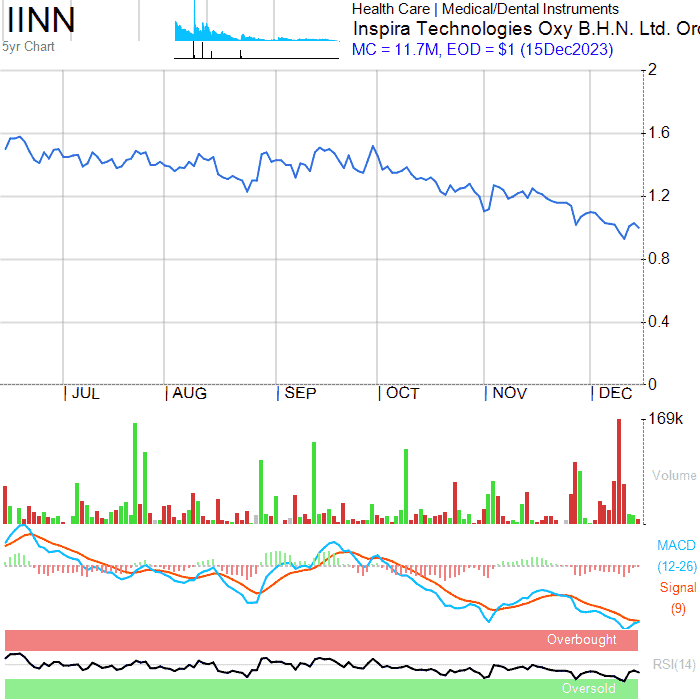 IINN
5yr Chart
Health Care | Medical/Dental Instruments
Inspira Technologies Oxy B.H.N. Ltd. Orc
MC = 11.7M, EOD = $1 (15Dec2023)
2
1.6
1.2
0.8
0.4
0
JUL AUG SEP OCT NOV DEC
169k
Volume
MACD
(12-26)
Signal
(9)
Overbought
RSI(14)
Oversold